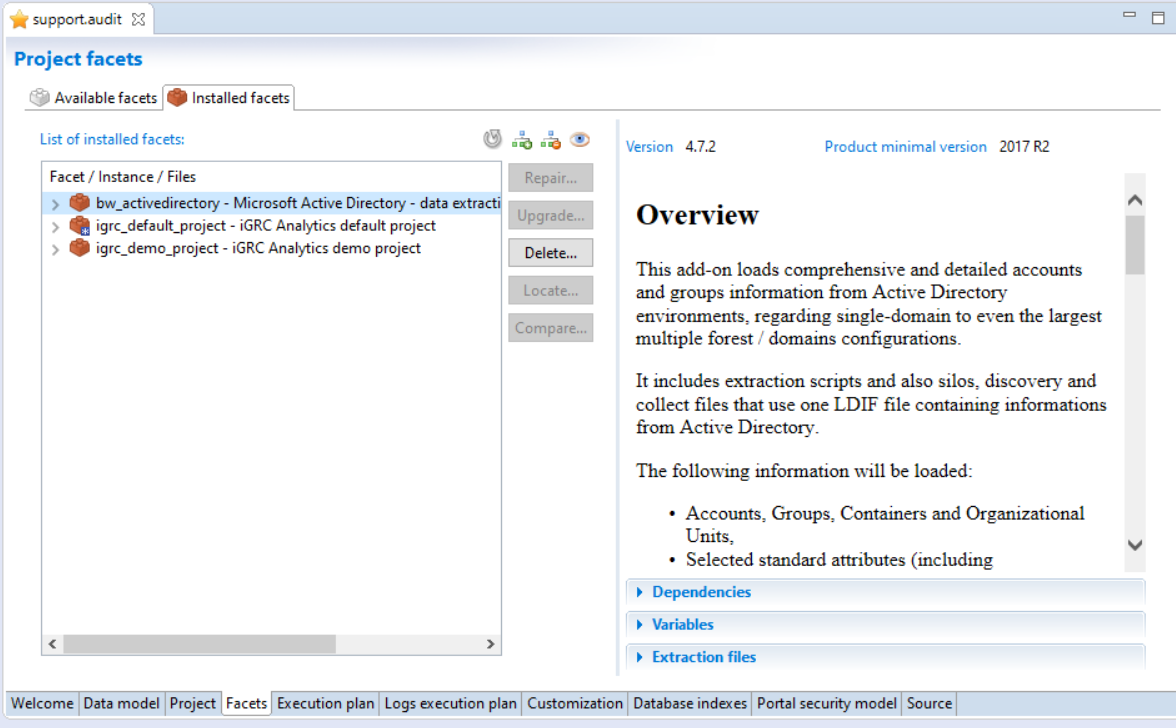 support.audit
Project facets
Available facets
Installed facets
List of installed facets:
Facet / Instance / Files
bw_activedirectory - Microsoft Active Directory - data extracti
igrc_default_project - iGRC Analytics default project
igrc_demo_project - iGRC Analytics demo project
Repair...
Upgrade...
Delete...
Locate...
Compare...
Version 4.7.2 Product minimal version 2017 R2
Overview
This add-on loads comprehensive and detailed accounts
and groups information from Active Directory
environments, regarding single-domain to even the largest
multiple forest / domains configurations.
It includes extraction scripts and also silos, discovery and
collect files that use one LDIF file containing informations
from Active Directory.
The following information will be loaded:
• Accounts, Groups, Containers and Organizational
Units,
• Selected standard attributes (including
Dependencies
Variables
Extraction files
Welcome Data model Project Facets Execution plan Logs execution plan Customization Database indexes Portal security model Source